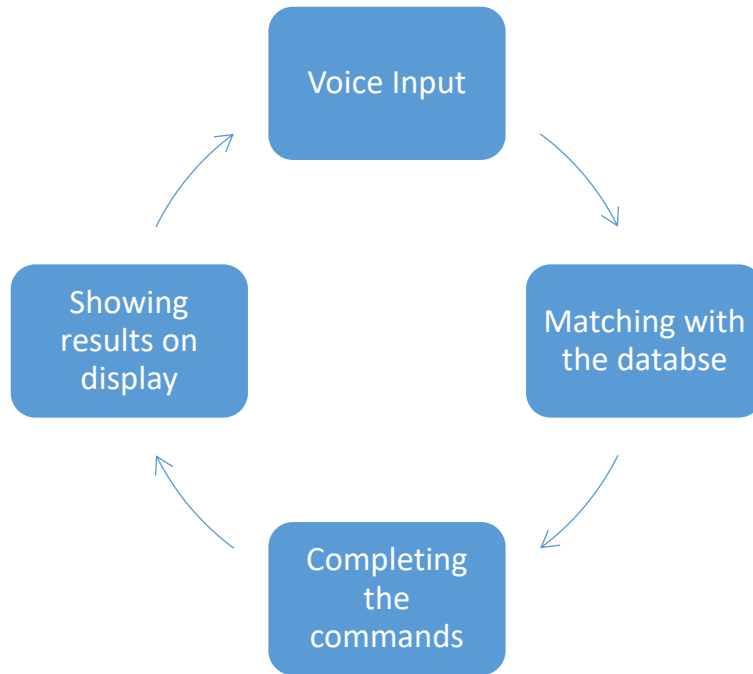 Voice Input
Matching with
the databse
Completing
the
commands
Showing
results on
display